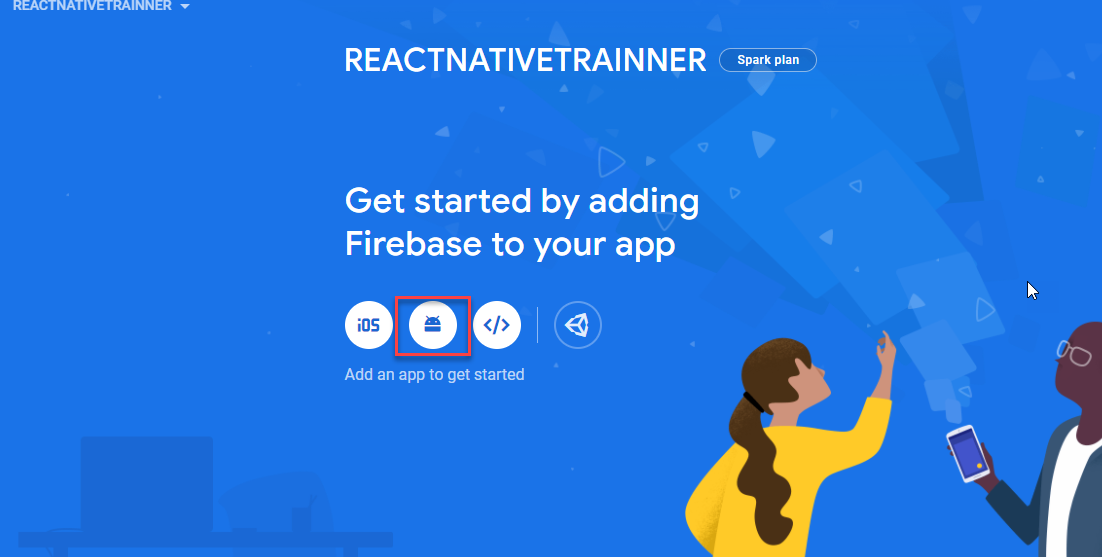 REACTNATIVETRAINNER
REACTNATIVETRAINNER Spark plan
Get started by adding
Firebase to your app
iOS </>
Add an app to get started